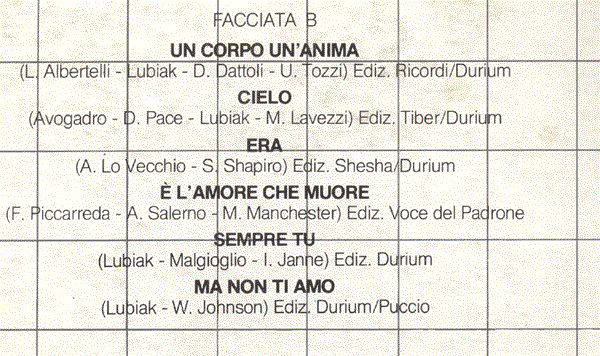 FACCIATA B
UN CORPO UN'ANIMA
(L. Albertelli - Lubiak - D. Dattoli - U. Tozzi) Ediz. Ricordi/Durium
CIELO
(Avogadro - D. Pace - Lubiak - M. Lavezzi) Ediz. Tiber/Durium
ERA
(A. Lo Vecchio - S. Shapiro) Ediz. Shesha/Durium
È L'AMORE CHE MUORE
(F. Piccarreda - A. Salerno - M. Manchester) Ediz. Voce del Padrone
SEMPRE TU
(Lubiak - Malgioglio - I. Janne) Ediz. Durium
MA NON TI AMO
(Lubiak - W. Johnson) Ediz. Durium/Puccio